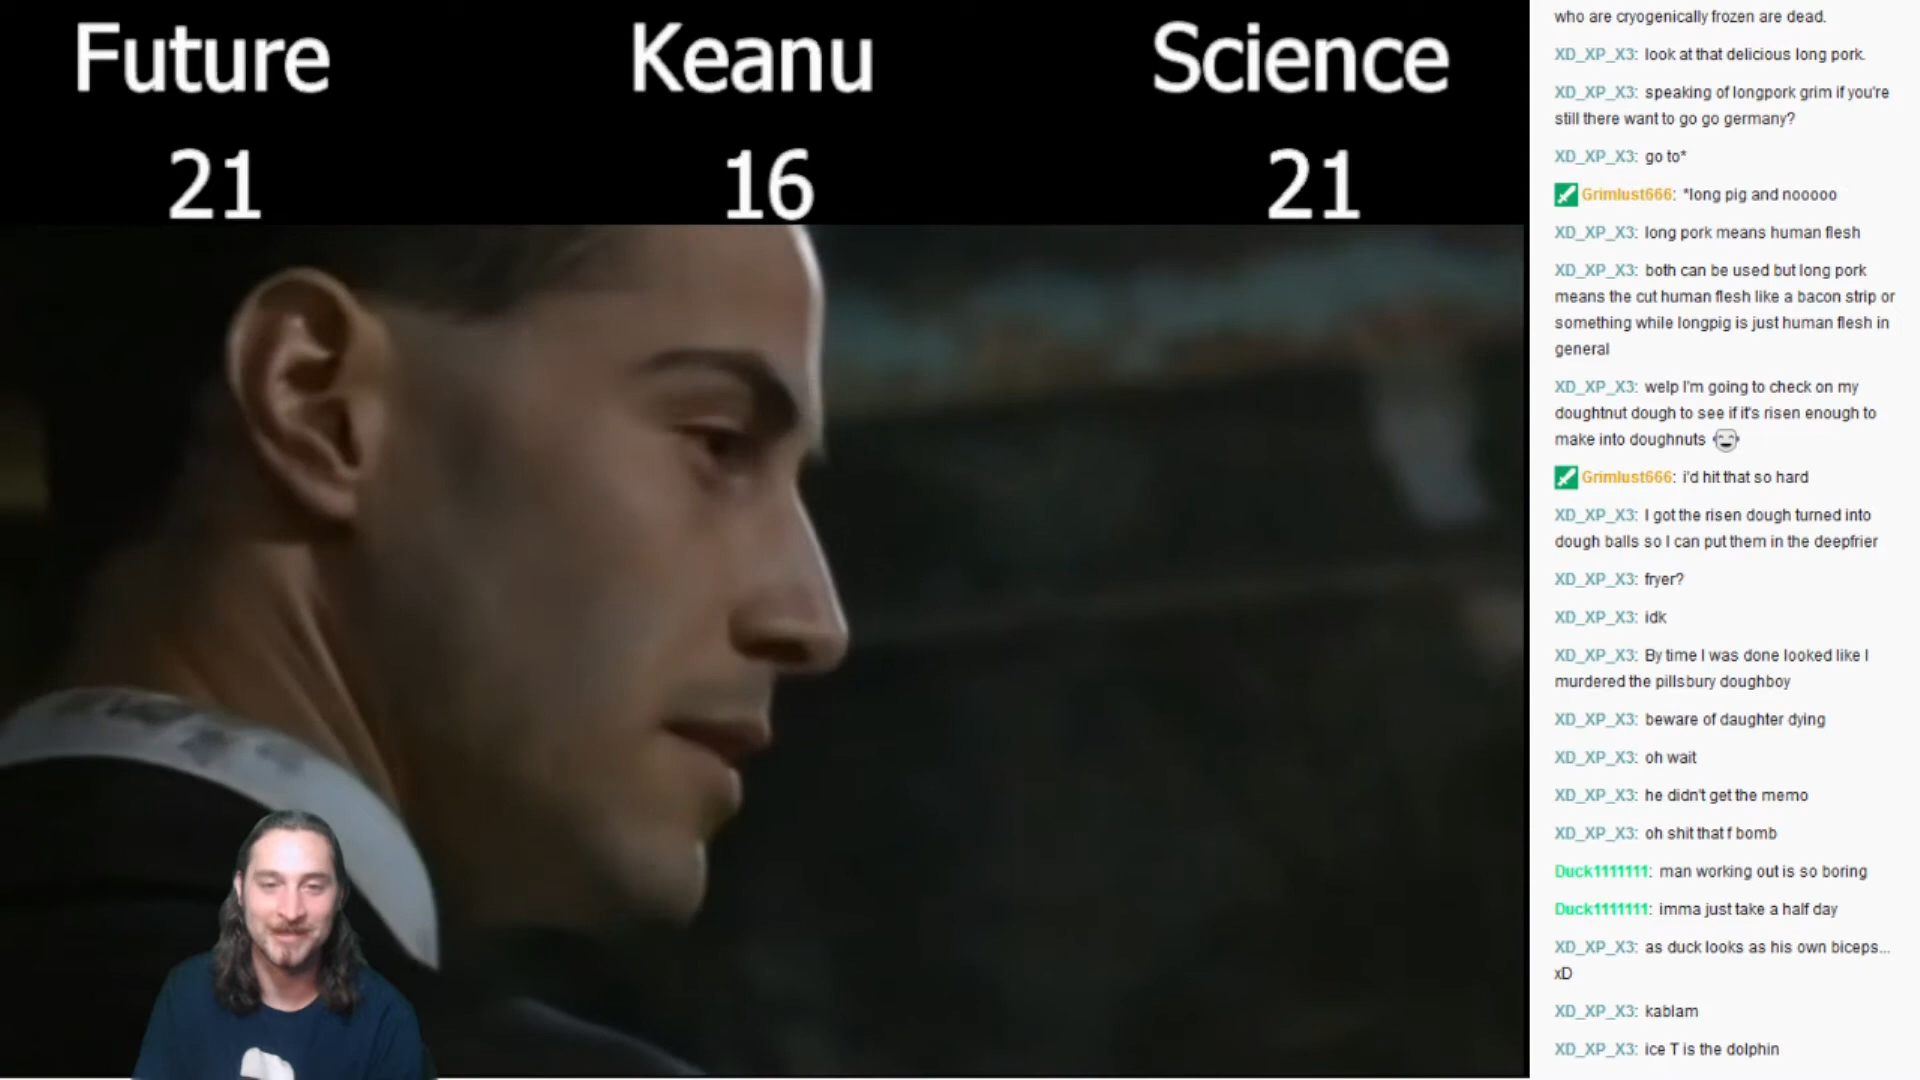 Future
Keanu
Science
21
16
21
who are cryogenically frozen are dead.
XD_XP_X3: look at that delicious long pork.
XD_XP_X3: speaking of longpork grim if you're
still there want to go go germany?
XD_XP_X3: go to*
Grimlust666: *long pig and nooooo
XD_XP_X3: long pork means human flesh
XD_XP_X3: both can be used but long pork
means the cut human flesh like a bacon strip or
something while longpig is just human flesh in
general
XD_XP_X3: welp I'm going to check on my
doughtnut dough to see if it's risen enough to
make into doughnuts
Grimlust666: i'd hit that so hard
XD_XP_X3: I got the risen dough turned into
dough balls so I can put them in the deepfrier
XD_XP_X3: fryer?
XD_XP_X3: idk
XD_XP_X3: By time I was done looked like I
murdered the pillsbury doughboy
XD_XP_X3: beware of daughter dying
XD_XP_X3: oh wait
XD_XP_X3: he didn't get the memo
XD_XP_X3: oh shit that f bomb
Duck1111111: man working out is so boring
Duck1111111: imma just take a half day
XD_XP_X3: as duck looks as his own biceps...
xD
XD_XP_X3: kablam
XD_XP_X3: ice T is the dolphin